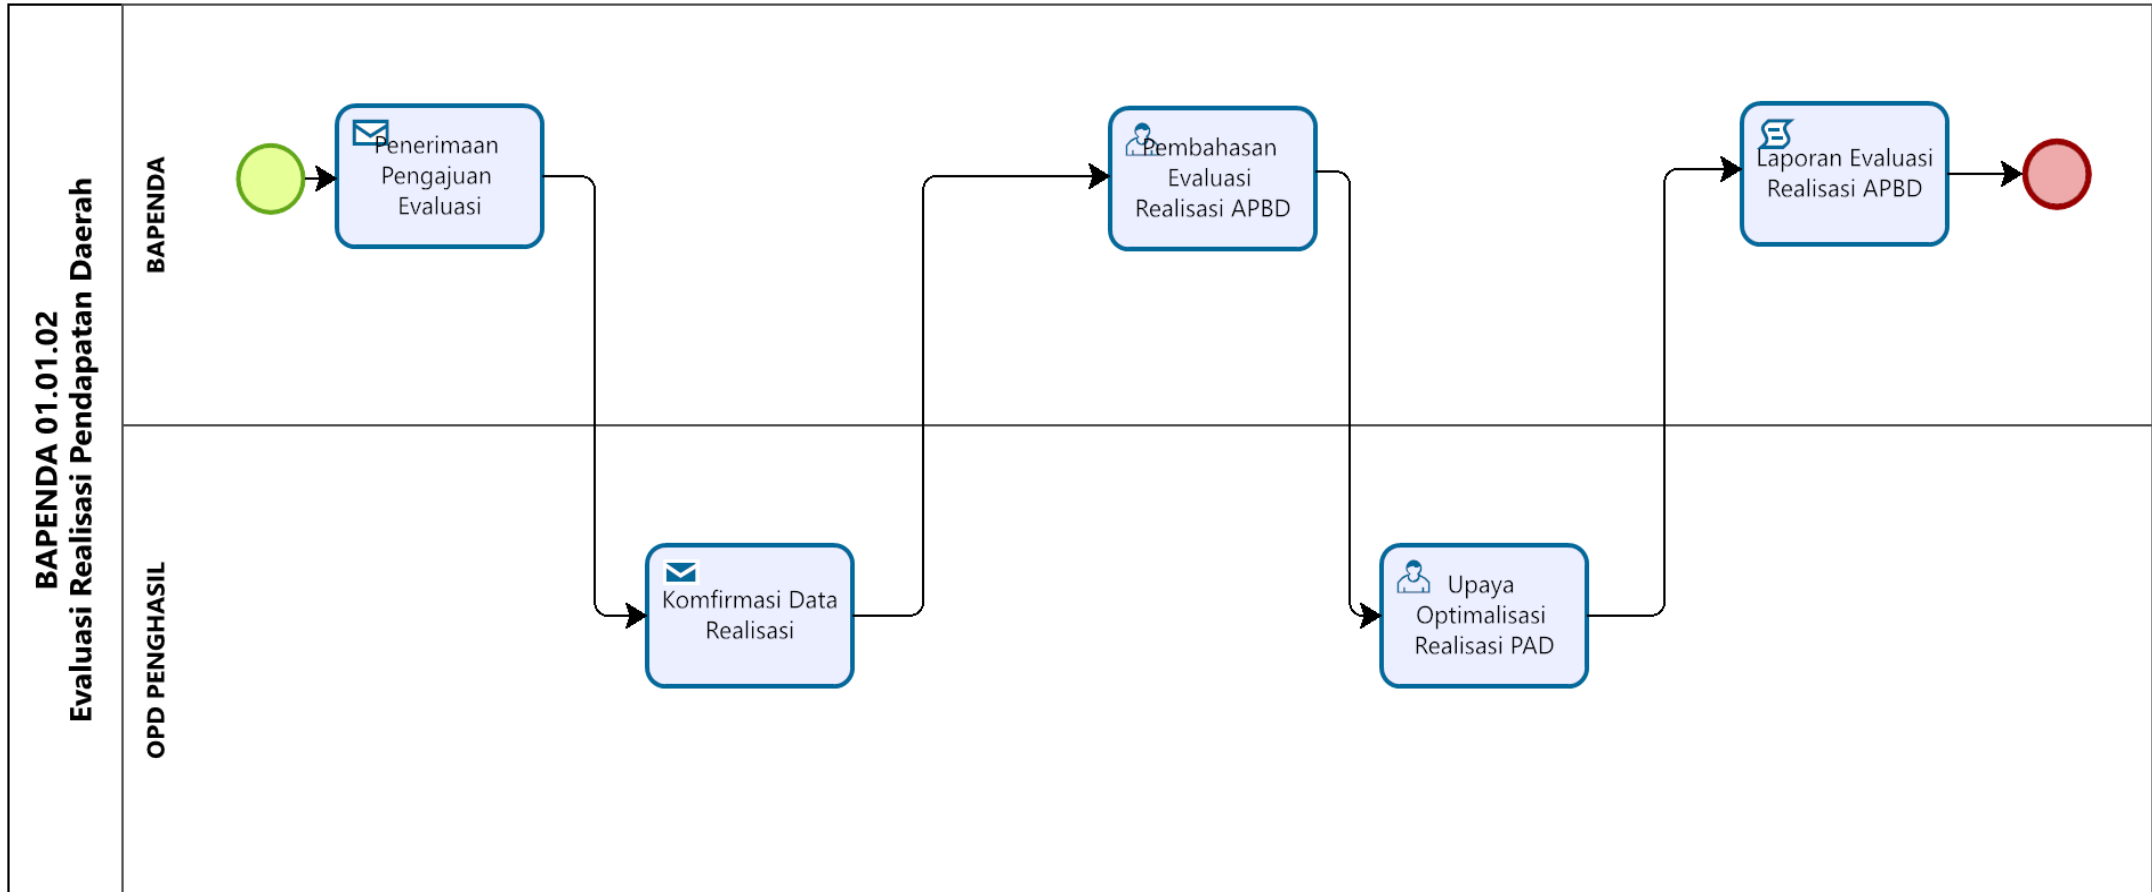 BAPENDA 01.01.02
Evaluasi Realisasi Pendapatan Daerah
BAPENDA
Penerimaan
Pengajuan
Evaluasi
Pembahasan
Evaluasi
Realisasi APBD
Laporan Evaluasi
Realisasi APBD
OPD PENGHASIL
Komfirmasi Data
Realisasi
Upaya
Optimalisasi
Realisasi PAD